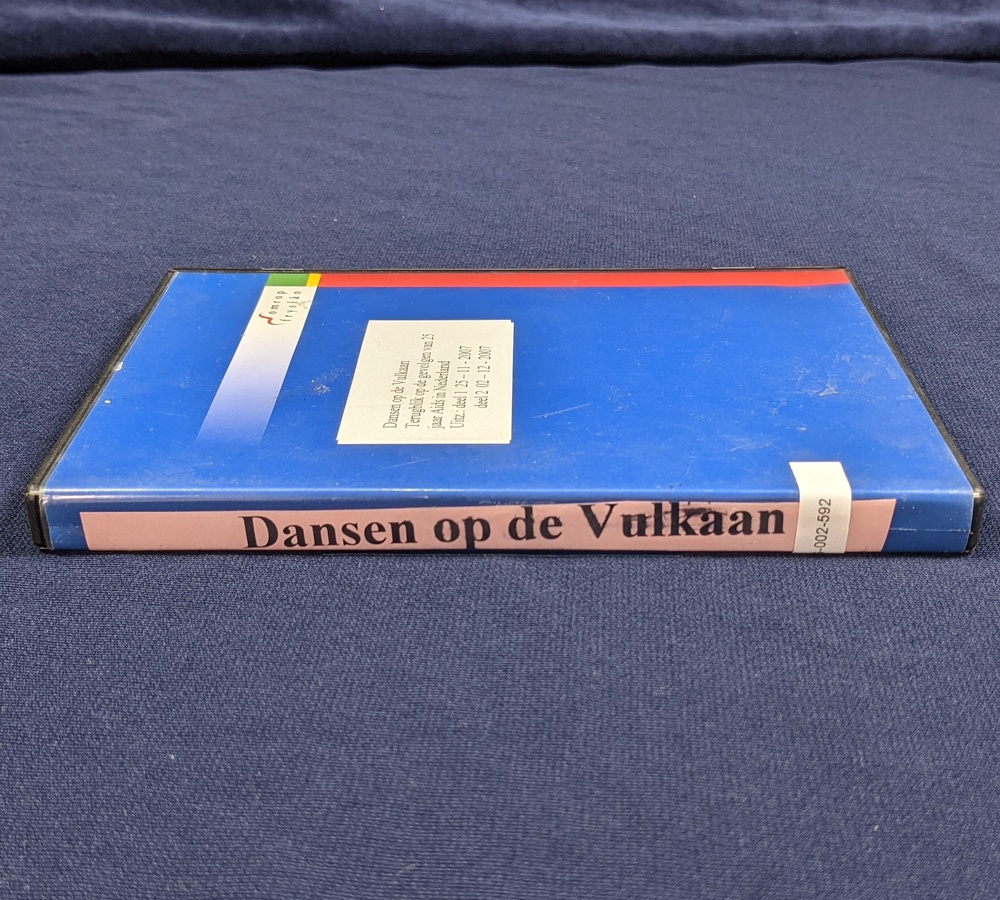 omrop
fryslân
Dansen op de Vulkaan
Terugblik op de gevolgen van 25
jaar Aids in Nederland
Uitz.: deel 1 25 - 11 - 2007
deel 2 02 - 12 - 2007
Dansen op de Vulkaan
-002-592